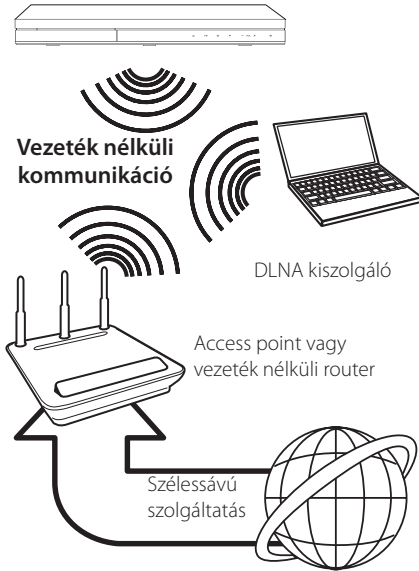 Vezeték nélküli
kommunikáció
DLNA kiszolgáló
Access point vagy
vezeték nélküli router
Szélessávú
szolgáltatás